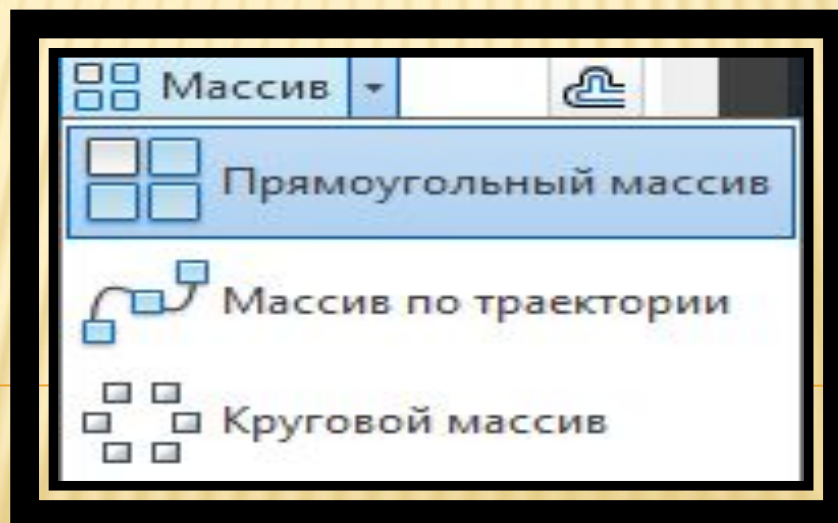 Массив
Прямоугольный массив
Массив по траектории
Круговой массив